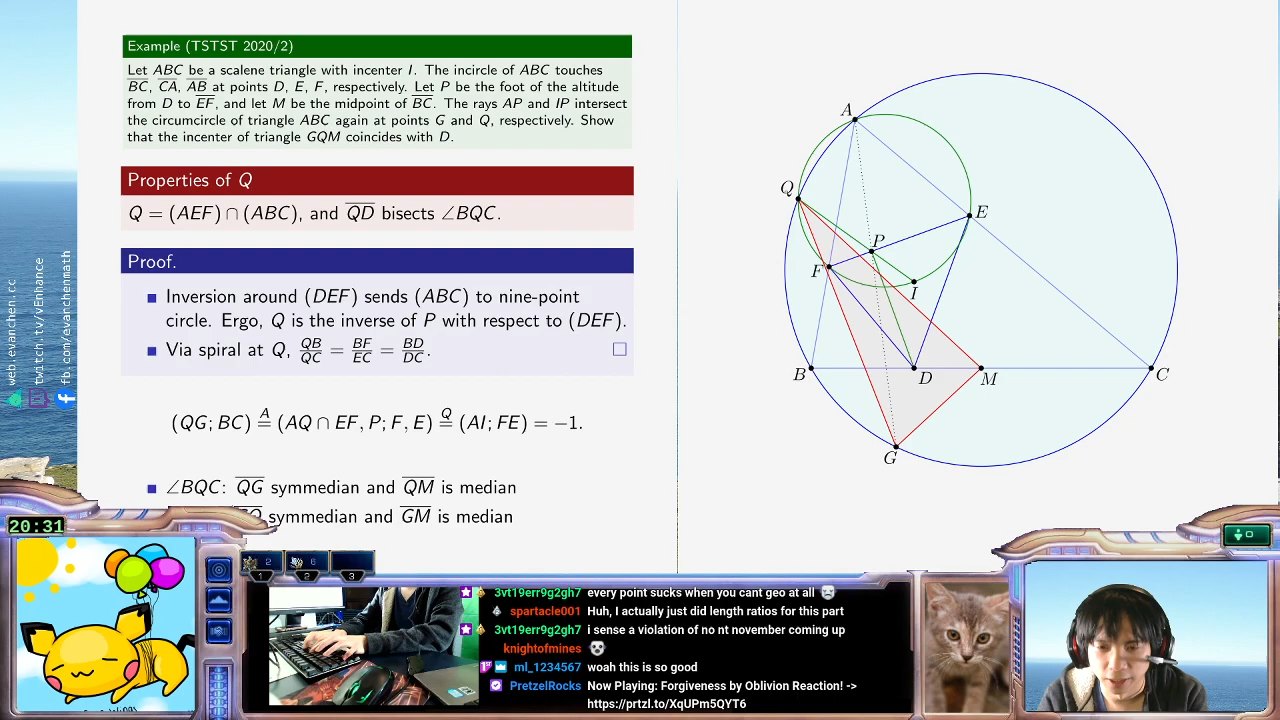 Example (TSTST 2020/2)
Let ABC be a scalene triangle with incenter I. The incircle of ABC touches
BC, CA, AB at points D, E, F, respectively. Let P be the foot of the altitude
from D to EF, and let M be the midpoint of BC. The rays AP and IP intersect
the circumcircle of triangle ABC again at points G and Q, respectively. Show
that the incenter of triangle GQM coincides with D.
Properties of Q
Q = (AEF) ∩ (ABC), and QD bisects ∠BQC.
Proof.
Inversion around (DEF) sends (ABC) to nine-point
circle. Ergo, Q is the inverse of P with respect to (DEF).
Via spiral at Q, QB/QC = BF/EC = BD/DC. □
(QG; BC) A= (AQ ∩ EF, P; F, E) Q= (AI; FE) = −1.
∠BQC: QG symmedian and QM is median
symmedian and GM is median
A
Q
E
P
F
I
B
D
M
C
G
web.evanchen.cc
twitch.tv/vEnhance
fb.com/evanchenmath
20:31
2
6
1
2
3
3vt19err9g2gh7 every point sucks when you cant geo at all
spartacle001 Huh, I actually just did length ratios for this part
3vt19err9g2gh7 i sense a violation of no nt november coming up
knightofmines
ml_1234567 woah this is so good
PretzelRocks Now Playing: Forgiveness by Oblivion Reaction! ->
https://prtzl.to/XqUPm5QYT6